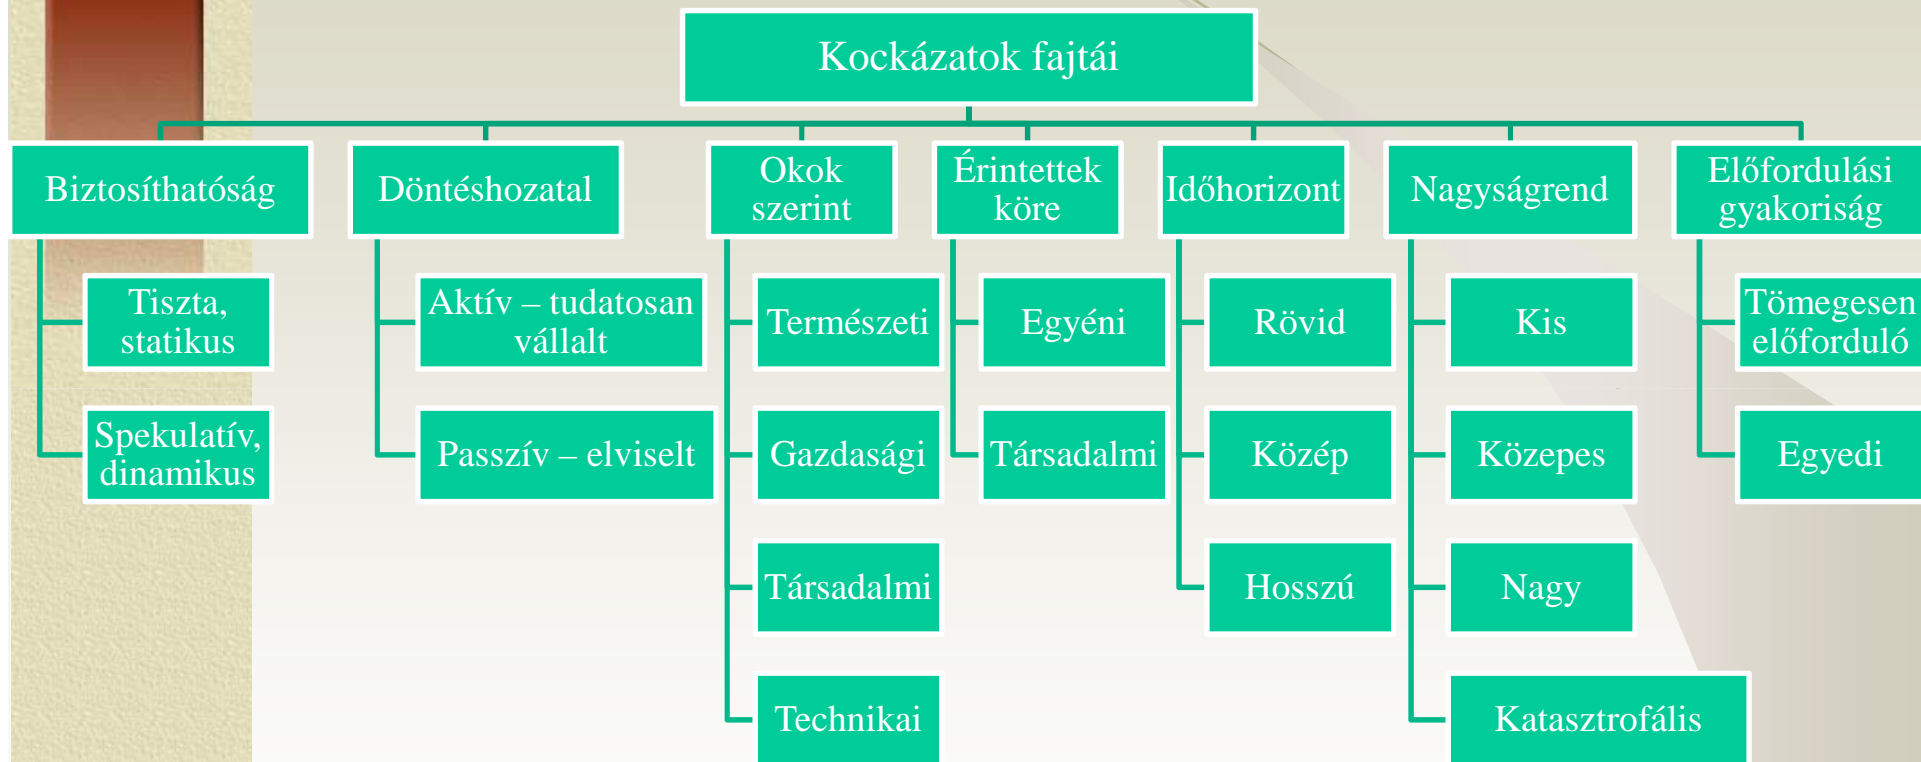 Kockázatok fajtái
Biztosíthatóság
Tiszta,
statikus
Spekulatív,
dinamikus
Döntéshozatal
Aktív – tudatosan
vállalt
Passzív – elviselt
Okok
szerint
Természeti
Gazdasági
Társadalmi
Technikai
Érintettek
köre
Egyéni
Társadalmi
Időhorizont
Rövid
Közép
Hosszú
Nagyságrend
Kis
Közepes
Nagy
Katasztrofális
Előfordulási
gyakoriság
Tömegesen
előforduló
Egyedi